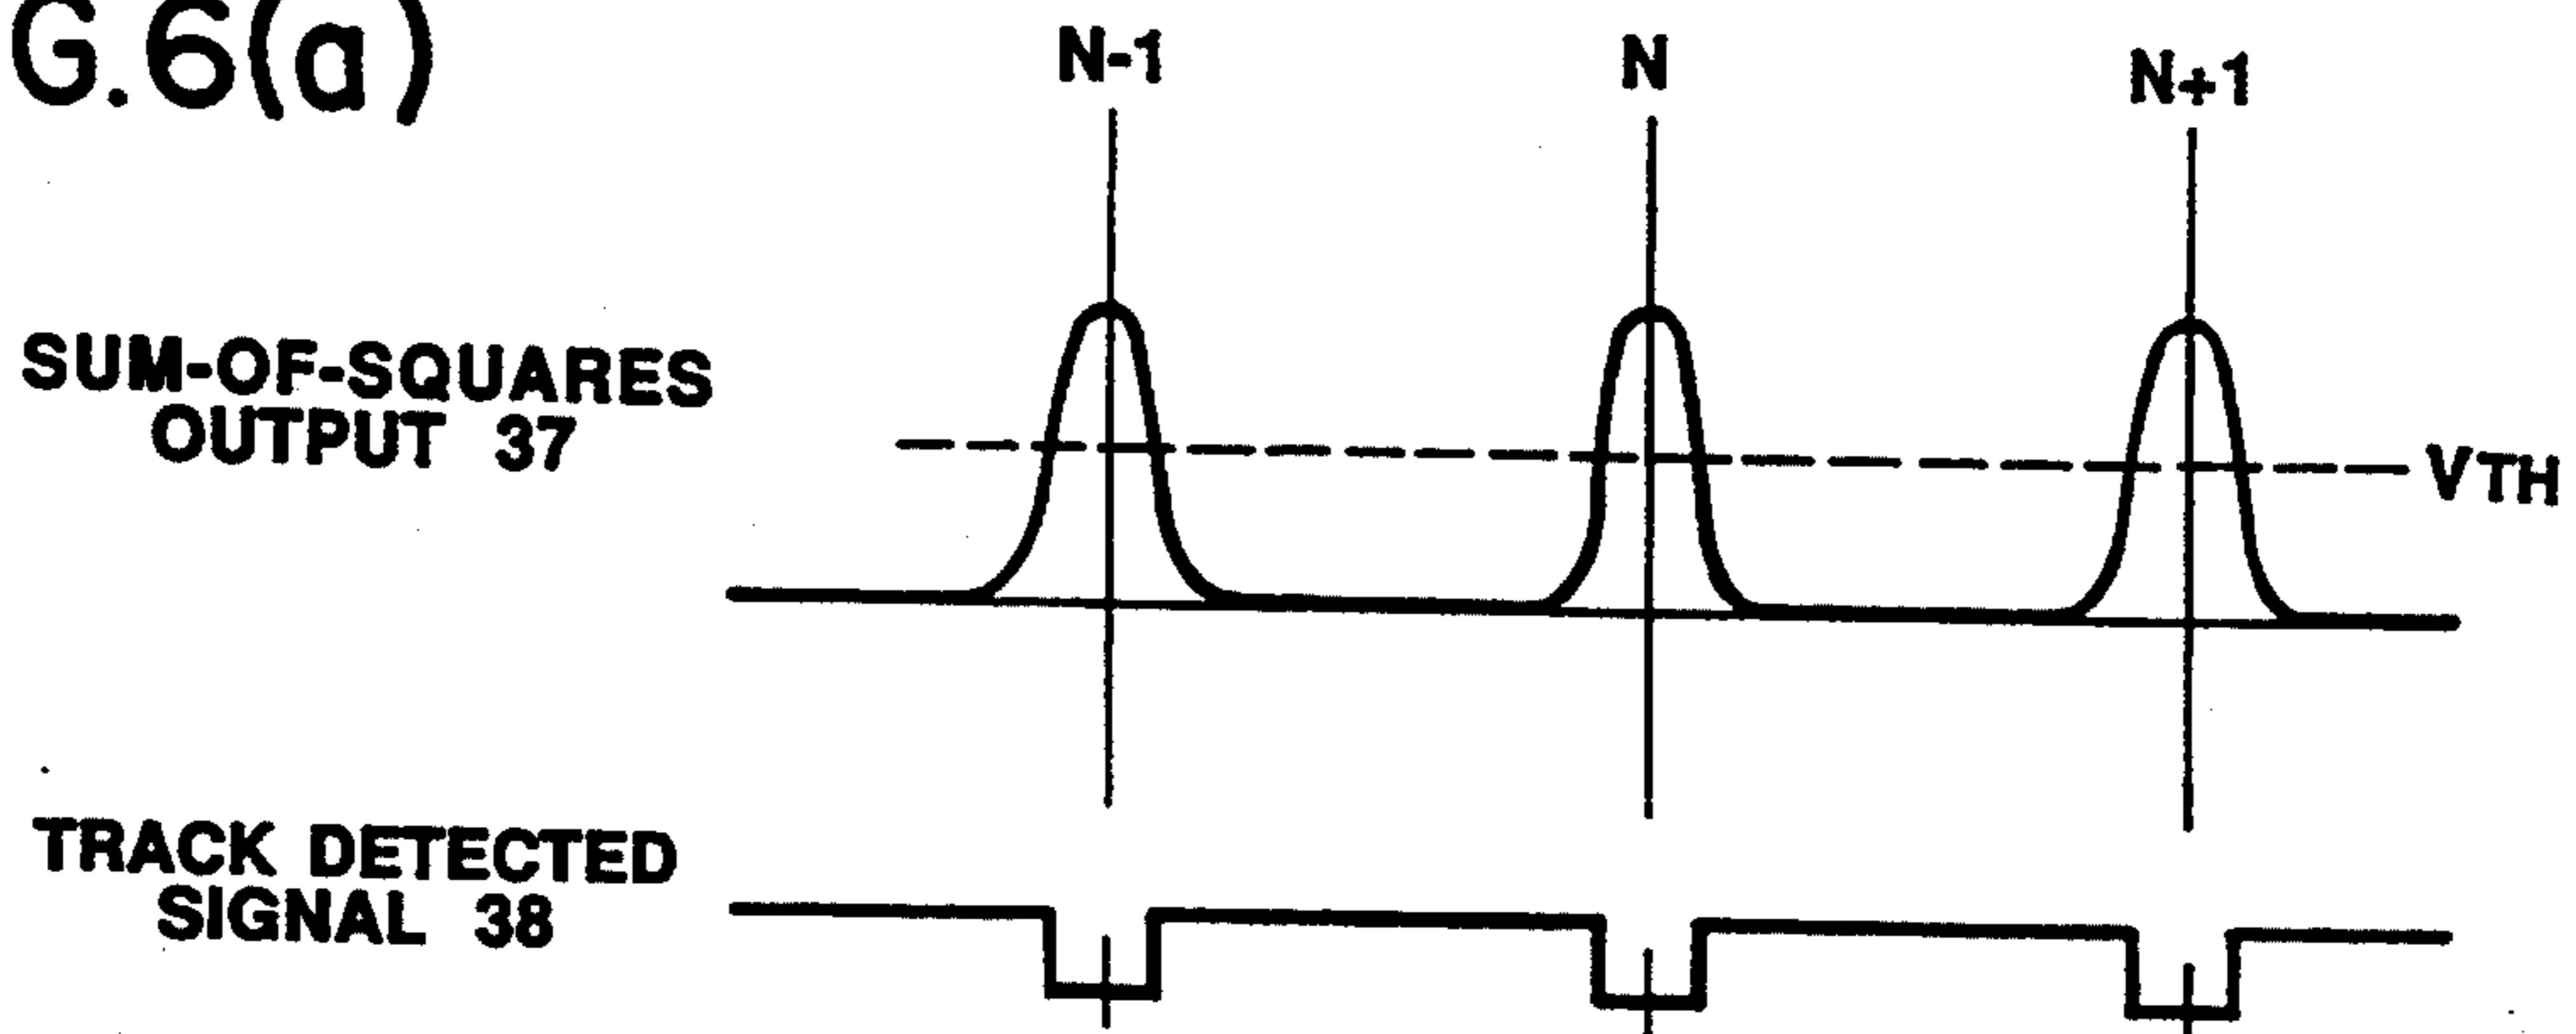 G.6(a)
N-1 N N+1
SUM-OF-SQUARES
OUTPUT 37
VTH
TRACK DETECTED
SIGNAL 38